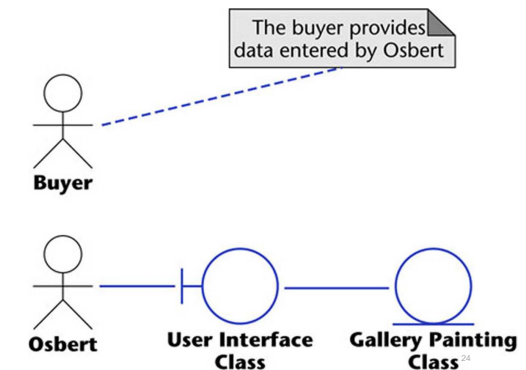 The buyer provides
data entered by Osbert
Buyer
Osbert
User Interface
Class
Gallery Painting
Class
24